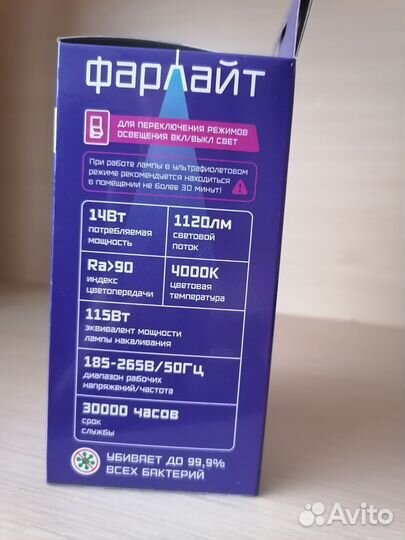 фарлайт
ДЛЯ ПЕРЕКЛЮЧЕНИЯ РЕЖИМОВ
ОСВЕЩЕНИЯ ВКЛ/ВЫКЛ СВЕТ
При работе лампы в ультрафиолетовом
режиме рекомендуется находиться
в помещении не более 30 минут!
14Вт
потребляемая
мощность
1120лм
световой
поток
Ra>90
индекс
цветопередачи
4000K
цветовая
температура
115Вт
эквивалент мощности
лампы накаливания
185-265В/50Гц
диапазон рабочих
напряжений/частота
30000 часов
срок
службы
УБИВАЕТ ДО 99,9%
ВСЕХ БАКТЕРИЙ
Avito